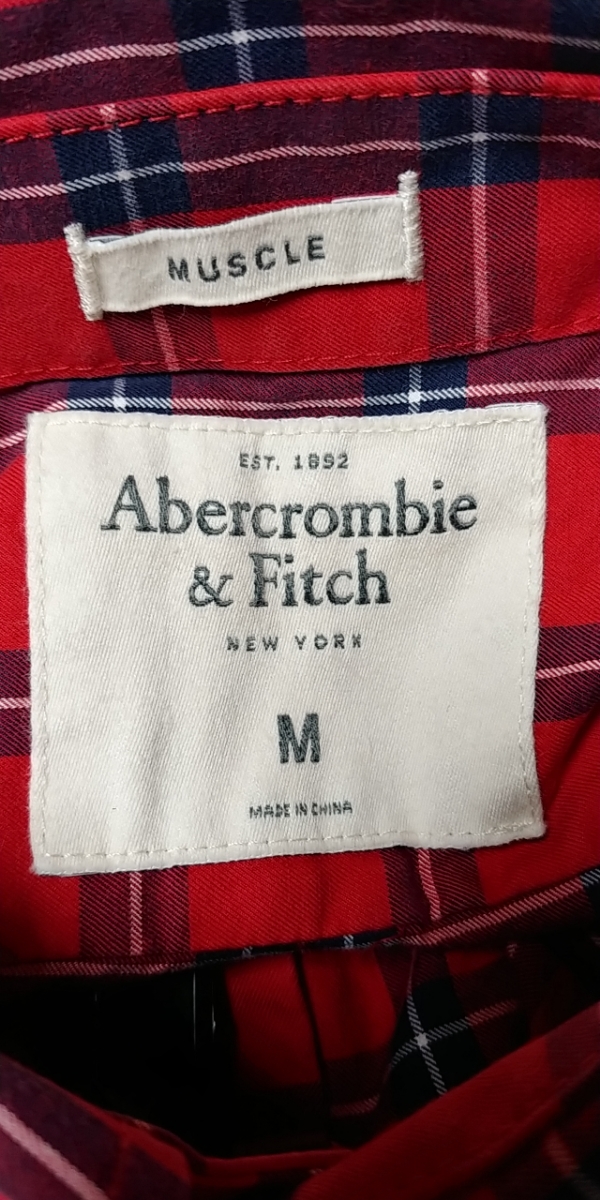 MUSCLE
EST. 1892
Abercrombie
& Fitch
NEW YORK
M
MADE IN CHINA